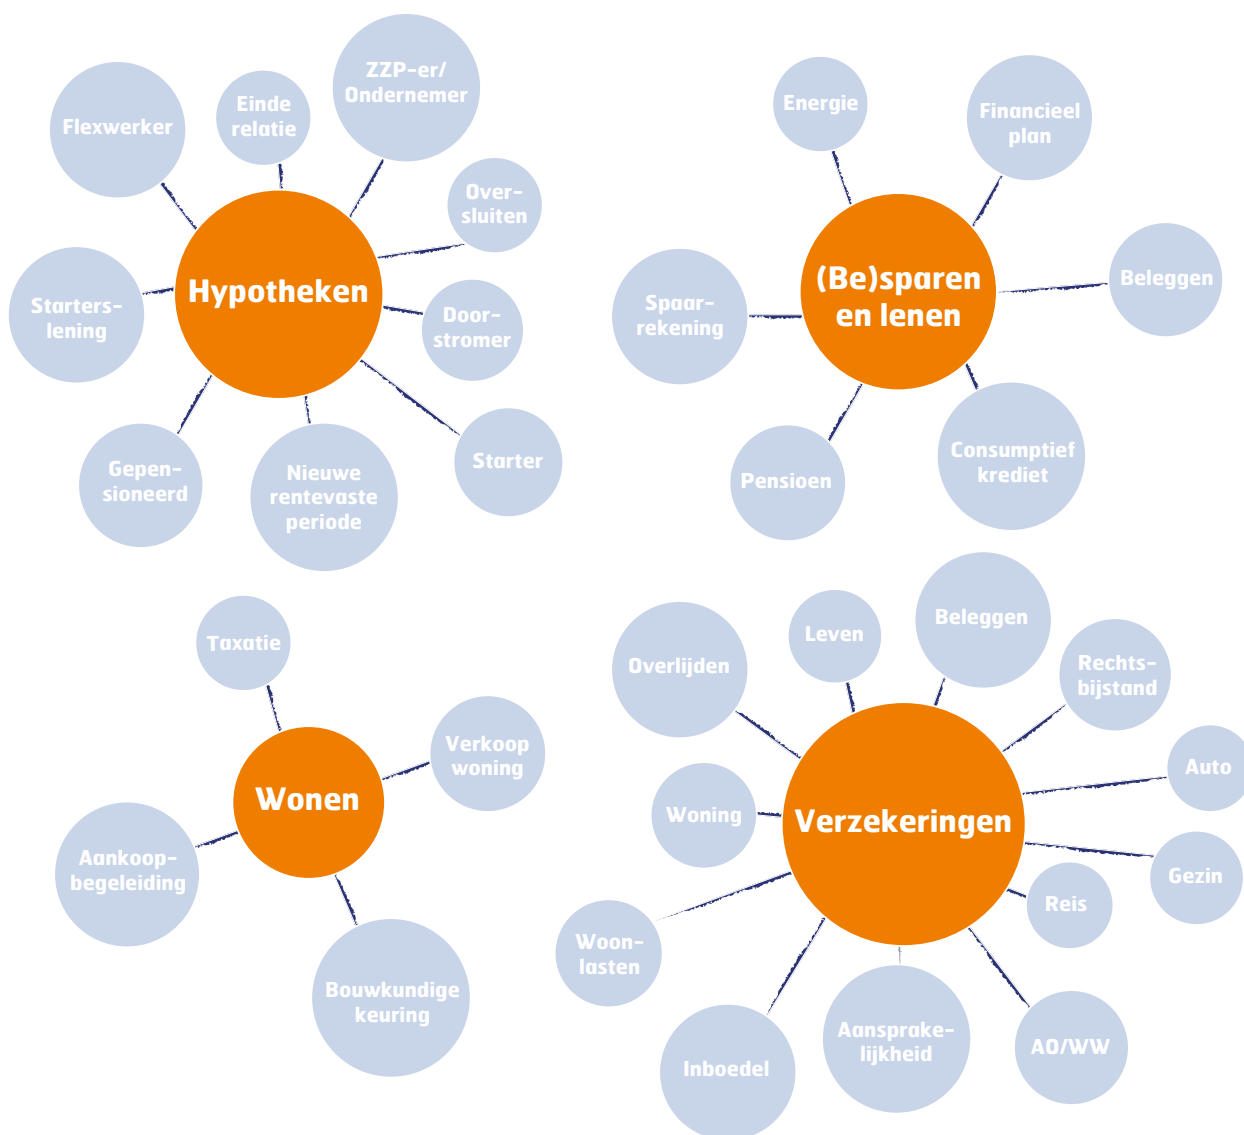 ZZP-er/
Ondernemer
Einde
relatie
Flexwerker
Over-
sluiten
Hypotheken
Starters-
lening
Door-
stromer
Gepen-
sioneerd
Nieuwe
rentevaste
periode
Starter
Energie
Financieel
plan
(Be)sparen
en lenen
Beleggen
Spaar-
rekening
Pensioen
Consumptief
krediet
Taxatie
Verkoop
woning
Wonen
Aankoop-
begeleiding
Bouwkundige
keuring
Leven
Beleggen
Overlijden
Rechts-
bijstand
Auto
Woning
Verzekeringen
Gezin
Reis
Woon-
lasten
Inboedel
Aansprake-
lijkheid
AO/WW